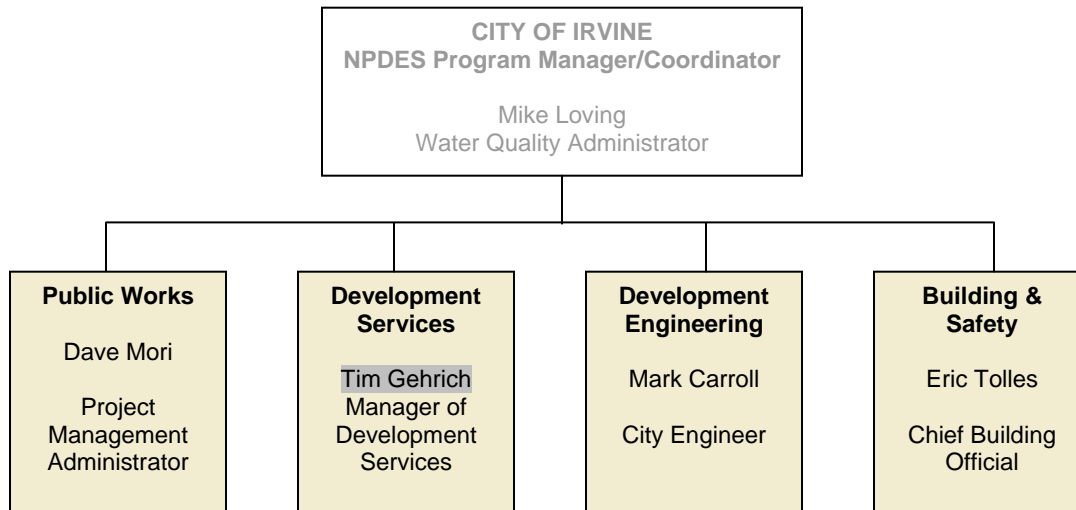 CITY OF IRVINE
NPDES Program Manager/Coordinator
Mike Loving
Water Quality Administrator
Public Works
Dave Mori
Project
Management
Administrator
Development
Services
Tim Gehrich
Manager of
Development
Services
Development
Engineering
Mark Carroll
City Engineer
Building &
Safety
Eric Tolles
Chief Building
Official